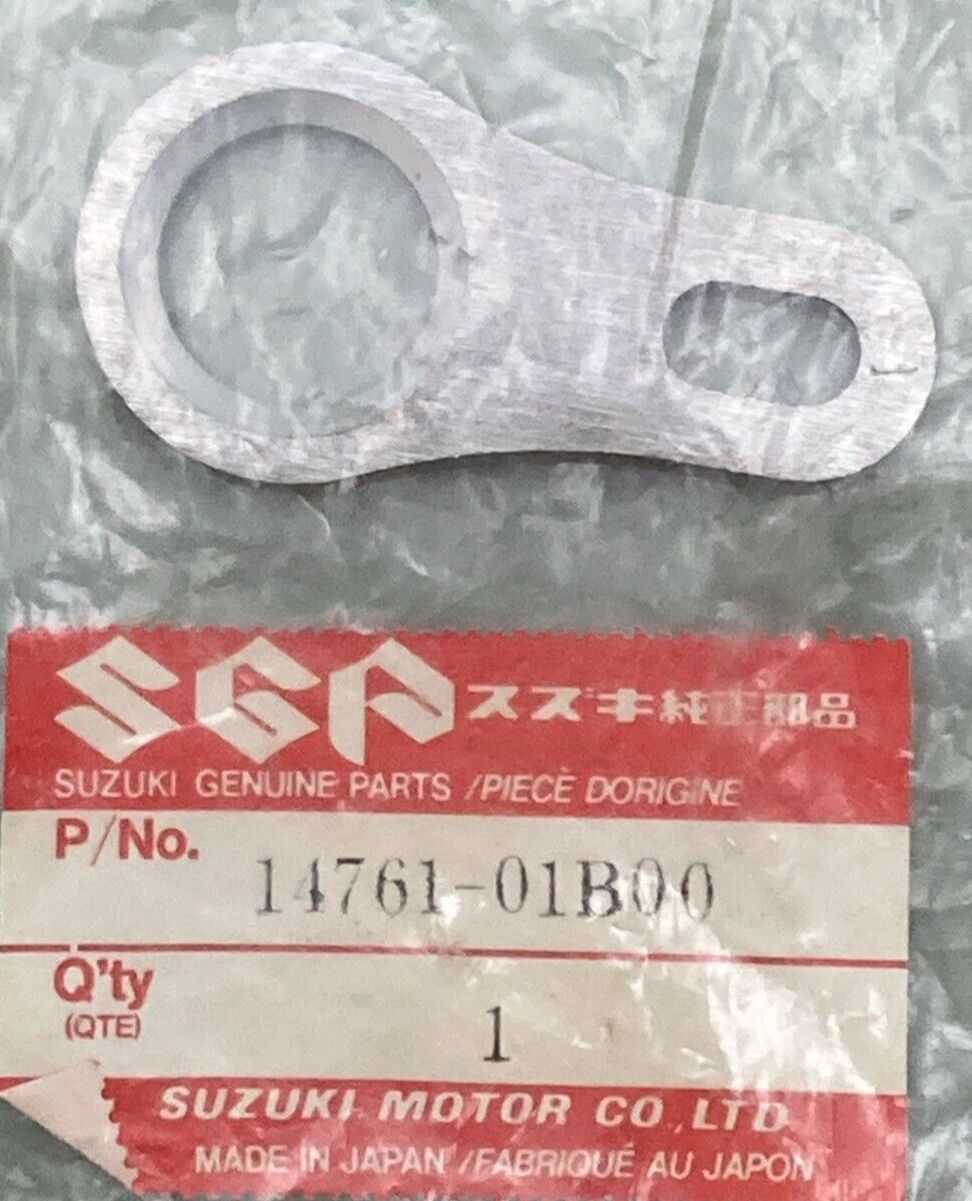 SGP スズキ純正部品
SUZUKI GENUINE PARTS /PIECÈ DORIGINE
P/No.
14761-01B00
Q'ty
(QTE)
1
SUZUKI MOTOR CO.,LTD
MADE IN JAPAN /FABRIQUÉ AU JAPON